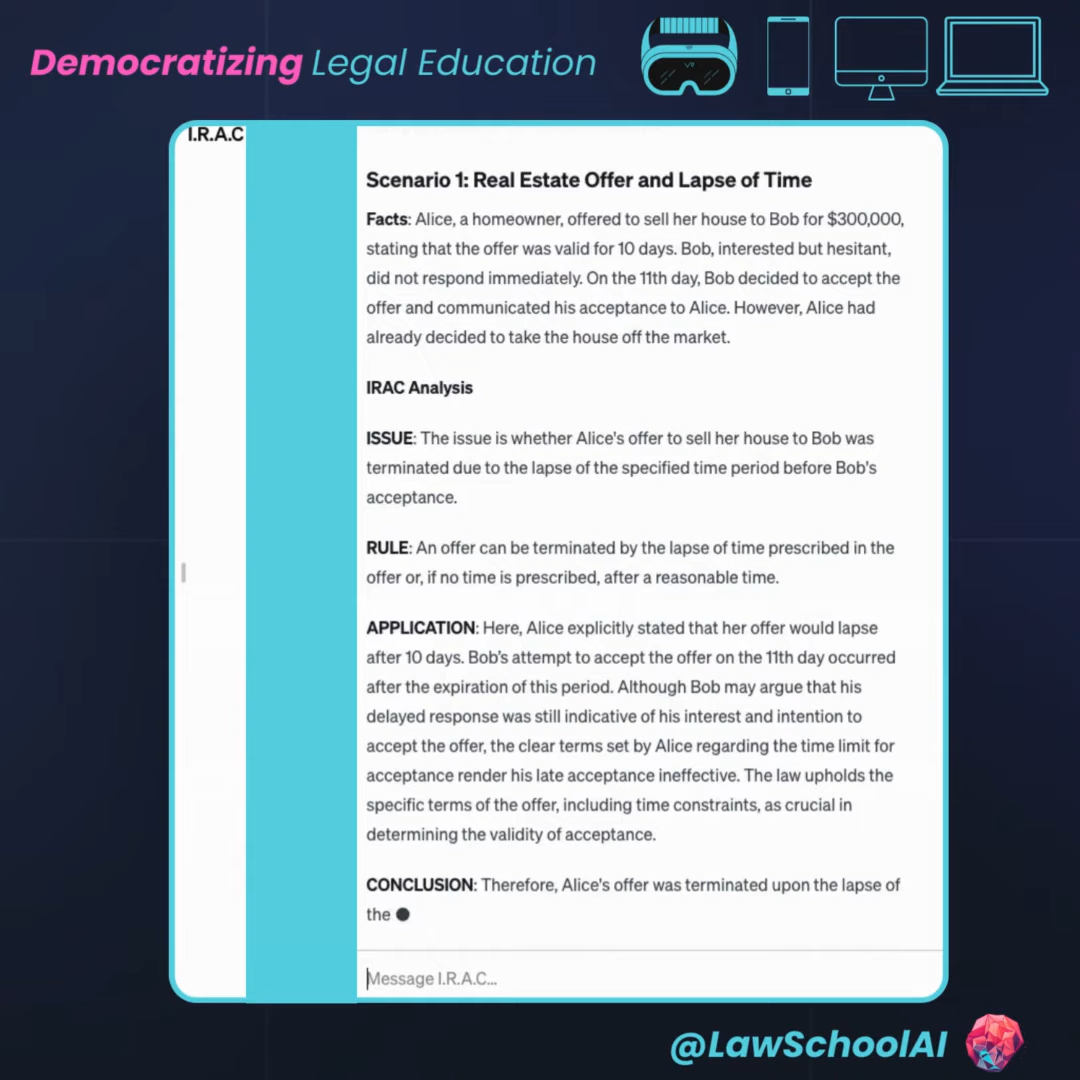 Democratizing Legal Education
VR
I.R.A.C
Scenario 1: Real Estate Offer and Lapse of Time
Facts: Alice, a homeowner, offered to sell her house to Bob for $300,000,
stating that the offer was valid for 10 days. Bob, interested but hesitant,
did not respond immediately. On the 11th day, Bob decided to accept the
offer and communicated his acceptance to Alice. However, Alice had
already decided to take the house off the market.
IRAC Analysis
ISSUE: The issue is whether Alice's offer to sell her house to Bob was
terminated due to the lapse of the specified time period before Bob's
acceptance.
RULE: An offer can be terminated by the lapse of time prescribed in the
offer or, if no time is prescribed, after a reasonable time.
APPLICATION: Here, Alice explicitly stated that her offer would lapse
after 10 days. Bob’s attempt to accept the offer on the 11th day occurred
after the expiration of this period. Although Bob may argue that his
delayed response was still indicative of his interest and intention to
accept the offer, the clear terms set by Alice regarding the time limit for
acceptance render his late acceptance ineffective. The law upholds the
specific terms of the offer, including time constraints, as crucial in
determining the validity of acceptance.
CONCLUSION: Therefore, Alice's offer was terminated upon the lapse of
the
Message I.R.A.C...
@LawSchoolAI